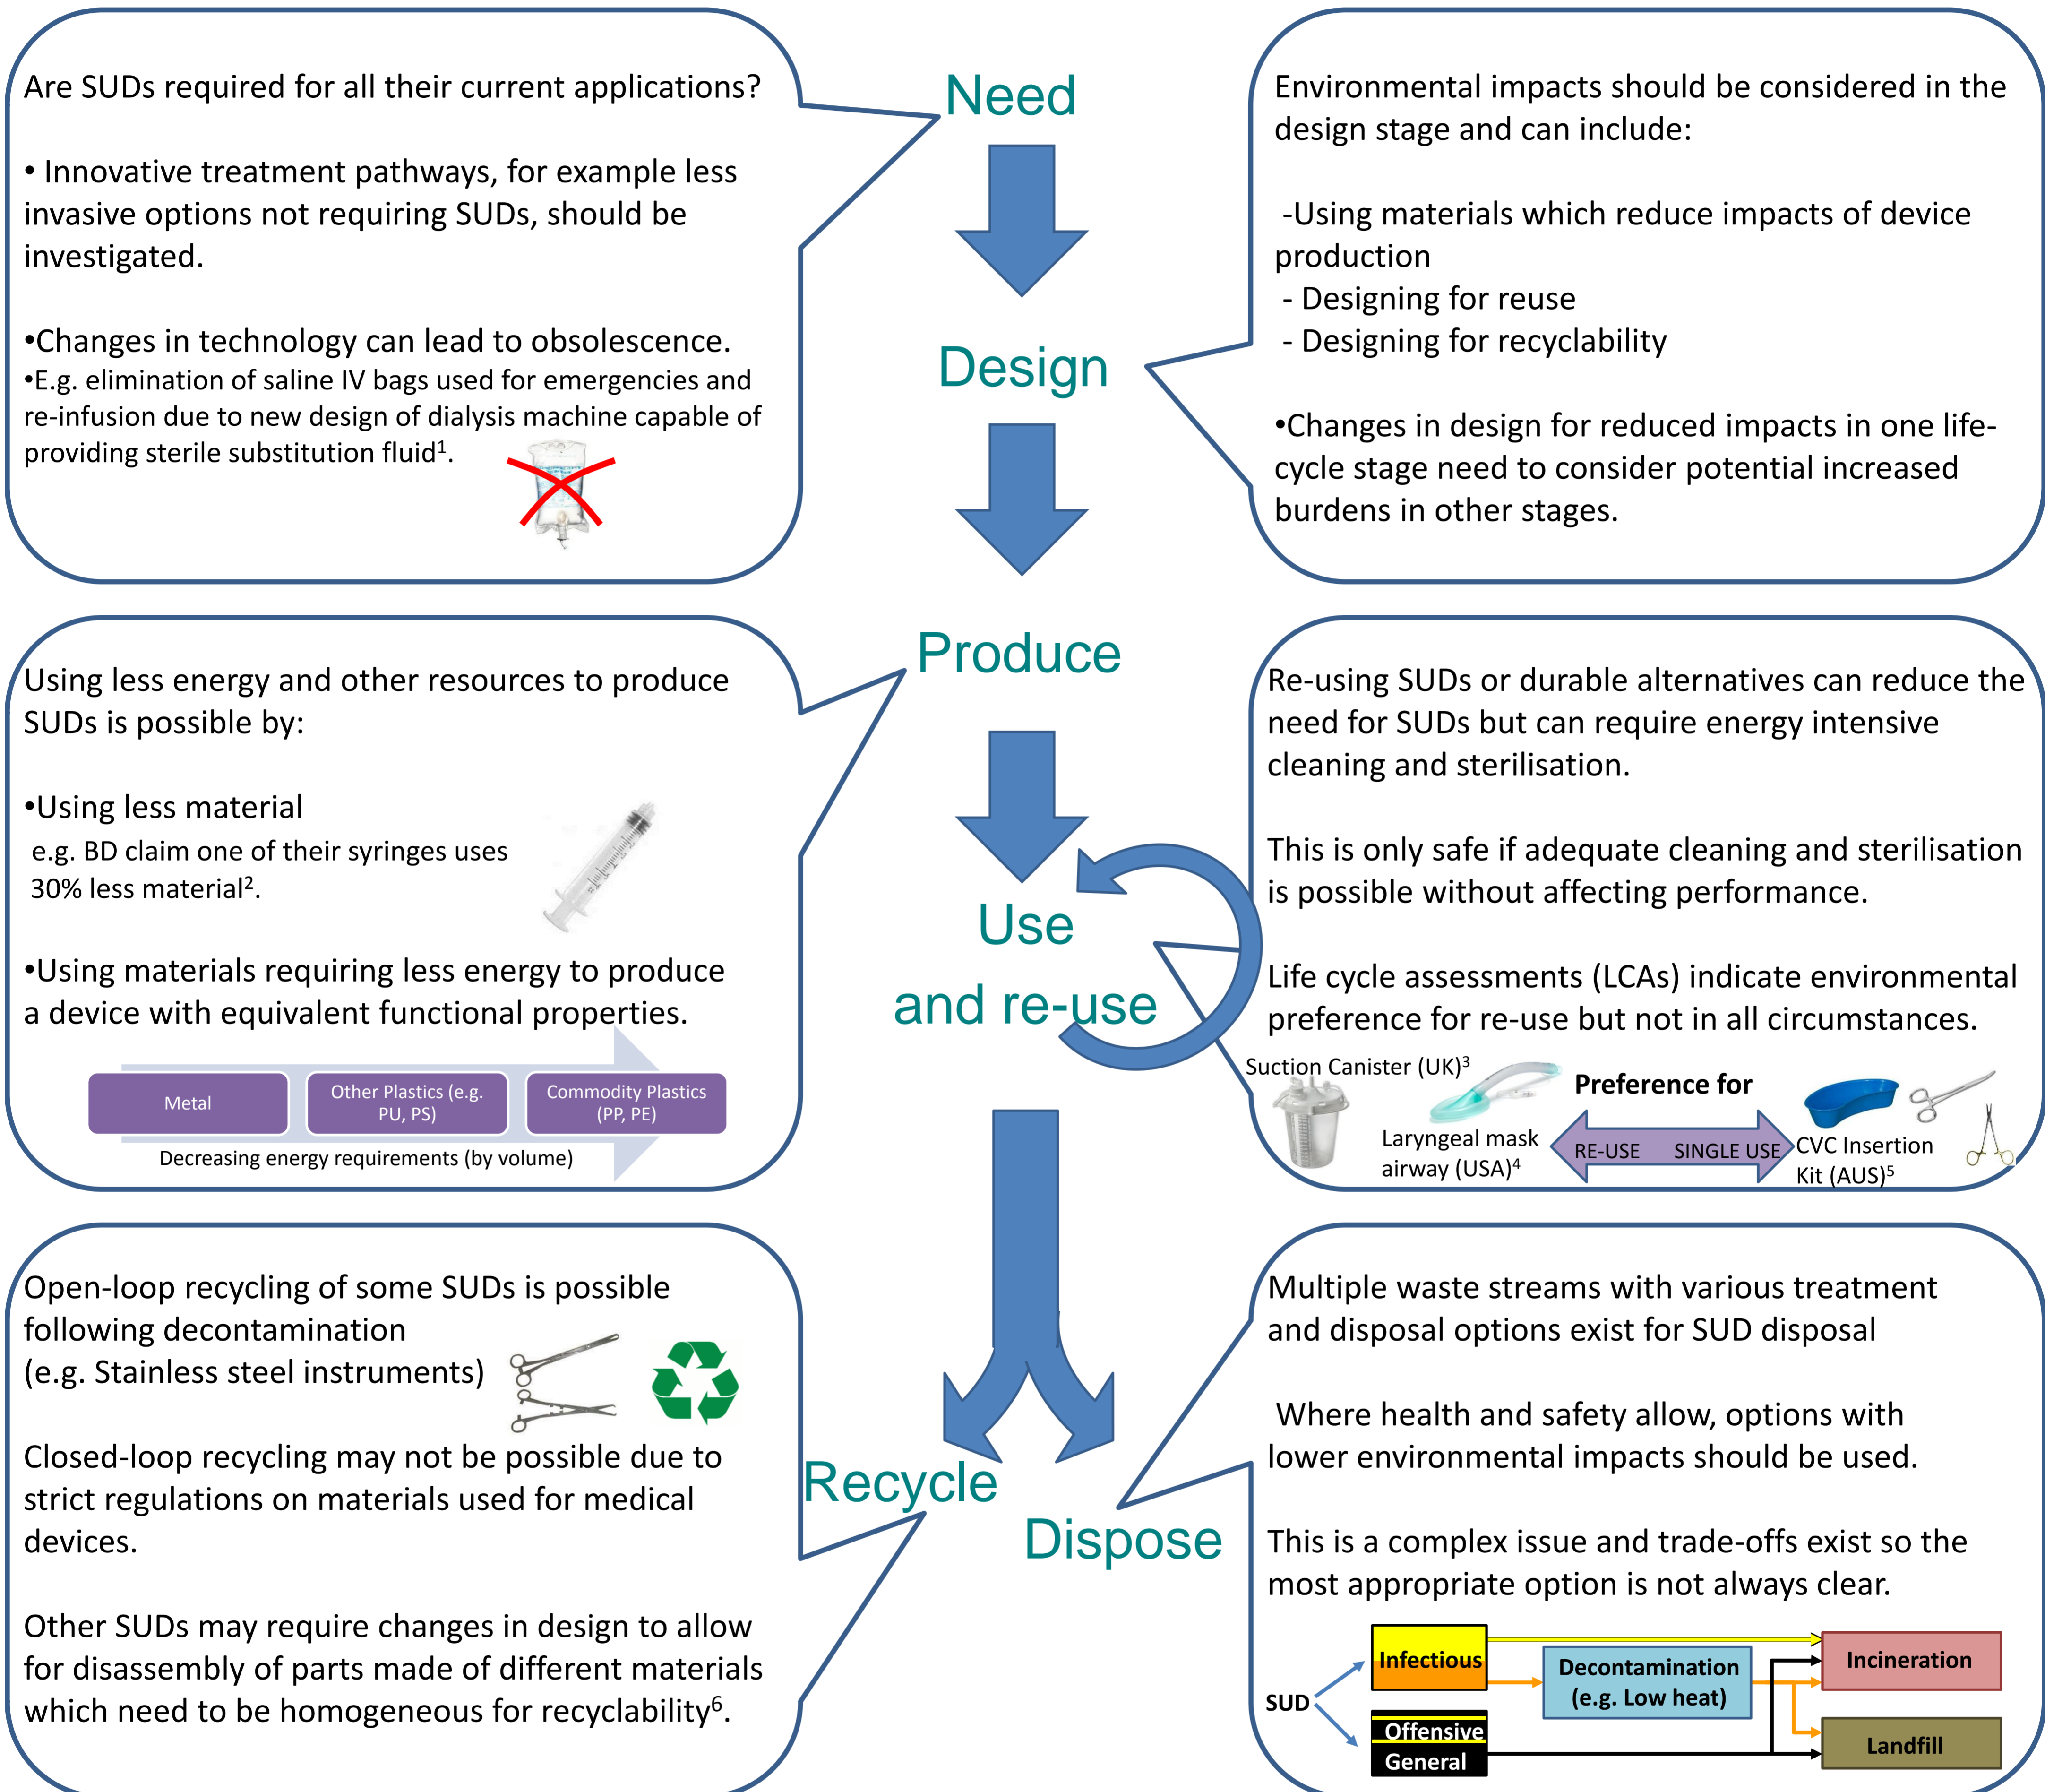 Are SUDs required for all their current applications?
• Innovative treatment pathways, for example less
invasive options not requiring SUDs, should be
investigated.
•Changes in technology can lead to obsolescence.
•E.g. elimination of saline IV bags used for emergencies and
re-infusion due to new design of dialysis machine capable of
providing sterile substitution fluid¹.
Need
Environmental impacts should be considered in the
design stage and can include:
-Using materials which reduce impacts of device
production
- Designing for reuse
- Designing for recyclability
•Changes in design for reduced impacts in one life-
cycle stage need to consider potential increased
burdens in other stages.
Design
Produce
Using less energy and other resources to produce
SUDs is possible by:
•Using less material
e.g. BD claim one of their syringes uses
30% less material².
•Using materials requiring less energy to produce
a device with equivalent functional properties.
Metal
Other Plastics (e.g.
PU, PS)
Commodity Plastics
(PP, PE)
Decreasing energy requirements (by volume)
Use
and re-use
Re-using SUDs or durable alternatives can reduce the
need for SUDs but can require energy intensive
cleaning and sterilisation.
This is only safe if adequate cleaning and sterilisation
is possible without affecting performance.
Life cycle assessments (LCAs) indicate environmental
preference for re-use but not in all circumstances.
Suction Canister (UK)³
Laryngeal mask
airway (USA)⁴
Preference for
RE-USE
SINGLE USE
CVC Insertion
Kit (AUS)⁵
Open-loop recycling of some SUDs is possible
following decontamination
(e.g. Stainless steel instruments)
Closed-loop recycling may not be possible due to
strict regulations on materials used for medical
devices.
Other SUDs may require changes in design to allow
for disassembly of parts made of different materials
which need to be homogeneous for recyclability⁶.
Recycle
Dispose
Multiple waste streams with various treatment
and disposal options exist for SUD disposal
Where health and safety allow, options with
lower environmental impacts should be used.
This is a complex issue and trade-offs exist so the
most appropriate option is not always clear.
SUD
Infectious
Offensive
General
Decontamination
(e.g. Low heat)
Incineration
Landfill